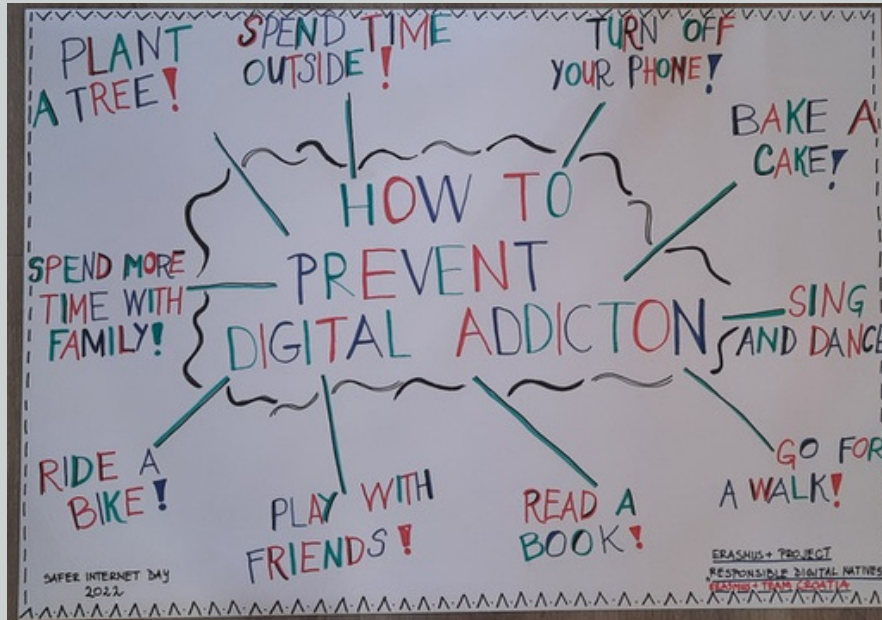 PLANT
A TREE!
SPEND TIME
OUTSIDE!
TURN OFF
YOUR PHONE!
BAKE A
CAKE!
HOW TO
PREVENT
DIGITAL ADDICTON
SPEND MORE
TIME WITH
FAMILY!
SING
AND DANCE
RIDE A
BIKE!
PLAY WITH
FRIENDS!
READ A
BOOK!
GO FOR
A WALK!
SAFER INTERNET DAY
2022
ERASMUS+ PROJECT
RESPONSIBLE DIGITAL NATIVES
ERASMUS+ TEAM CROATIA